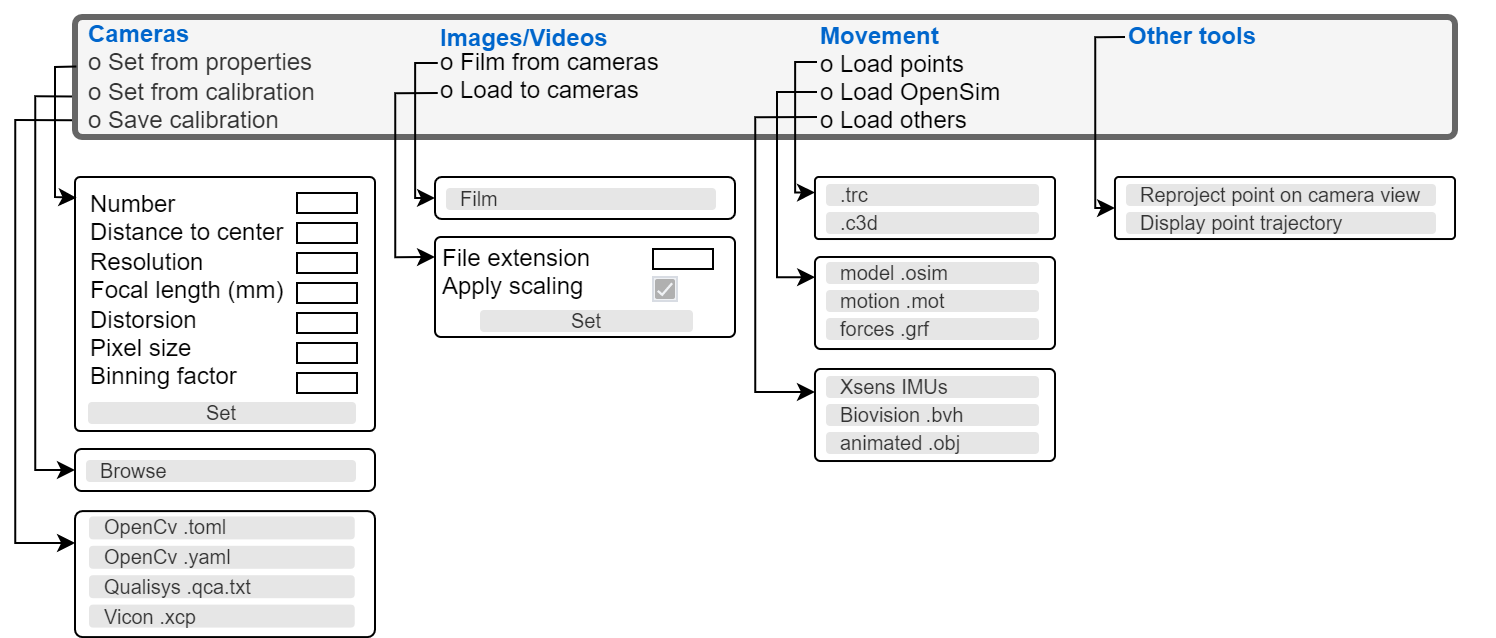 Cameras
o Set from properties
o Set from calibration
o Save calibration
Images/Videos
o Film from cameras
o Load to cameras
Movement
o Load points
o Load OpenSim
o Load others
Other tools
Number
Distance to center
Resolution
Focal length (mm)
Distorsion
Pixel size
Binning factor
Set
Browse
OpenCv .toml
OpenCv .yaml
Qualisys .qca.txt
Vicon .xcp
Film
File extension
Apply scaling
Set
.trc
.c3d
model .osim
motion .mot
forces .grf
Xsens IMUs
Biovision .bvh
animated .obj
Reproject point on camera view
Display point trajectory